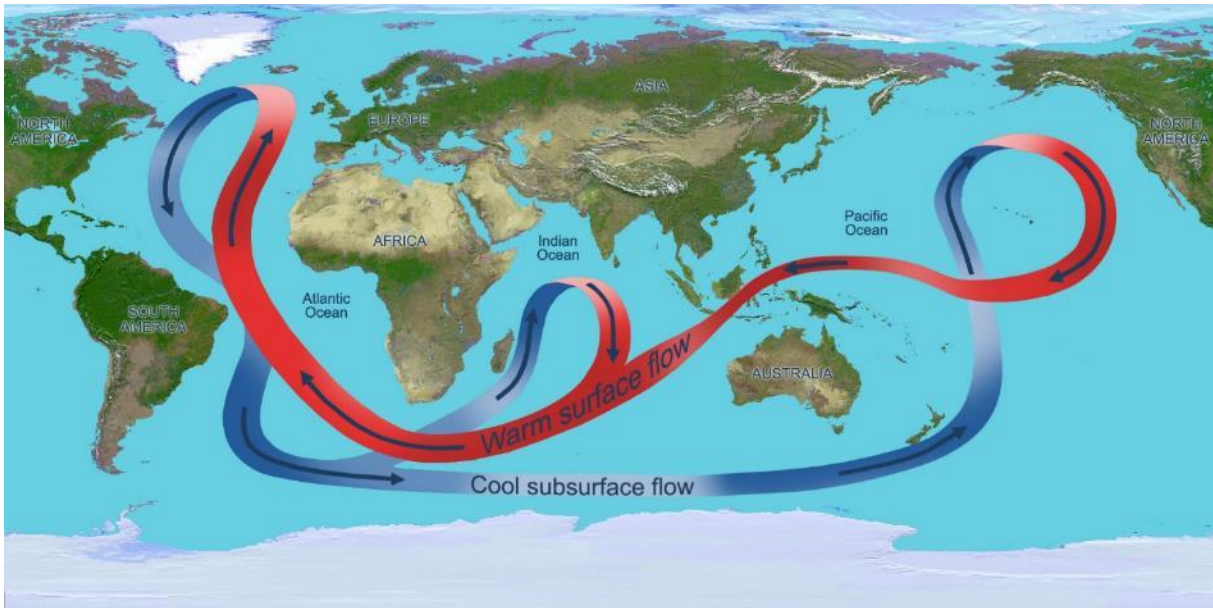 ASIA
NORTH
AMERICA
EUROPE
NORTH
AMERICA
Pacific
Ocean
AFRICA
Indian
Ocean
Atlantic
Ocean
SOUTH
AMERICA
Warm surface flow
AUSTRALIA
Cool subsurface flow